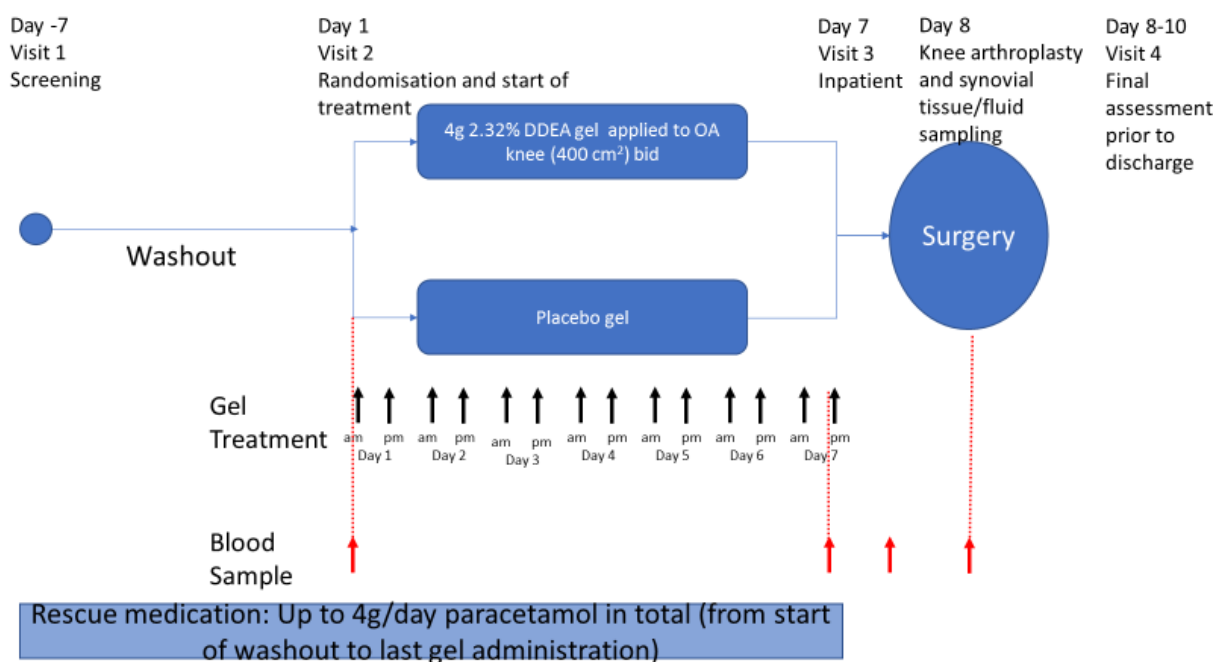 Day -7
Visit 1
Screening
Day 1
Visit 2
Randomisation and start of
treatment
Day 7
Visit 3
Inpatient
Day 8
Knee arthroplasty
and synovial
tissue/fluid
sampling
Day 8-10
Visit 4
Final
assessment
prior to
discharge
4g 2.32% DDEA gel applied to OA
knee (400 cm²) bid
Washout
Surgery
Placebo gel
Gel
Treatment
am pm am pm am pm am pm am pm am pm am pm
Day 1 Day 2 Day 3 Day 4 Day 5 Day 6 Day 7
Blood
Sample
Rescue medication: Up to 4g/day paracetamol in total (from start
of washout to last gel administration)